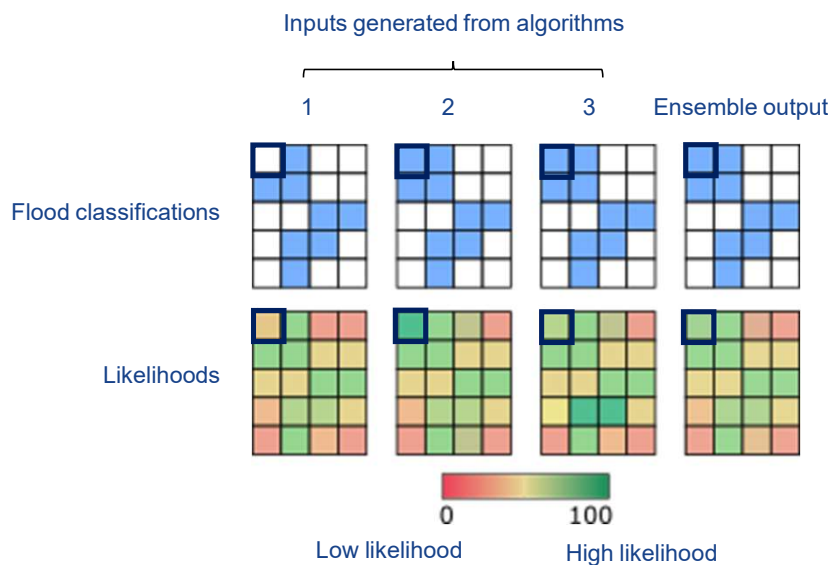 Inputs generated from algorithms
1 2 3 Ensemble output
Flood classifications
Likelihoods
0 100
Low likelihood High likelihood